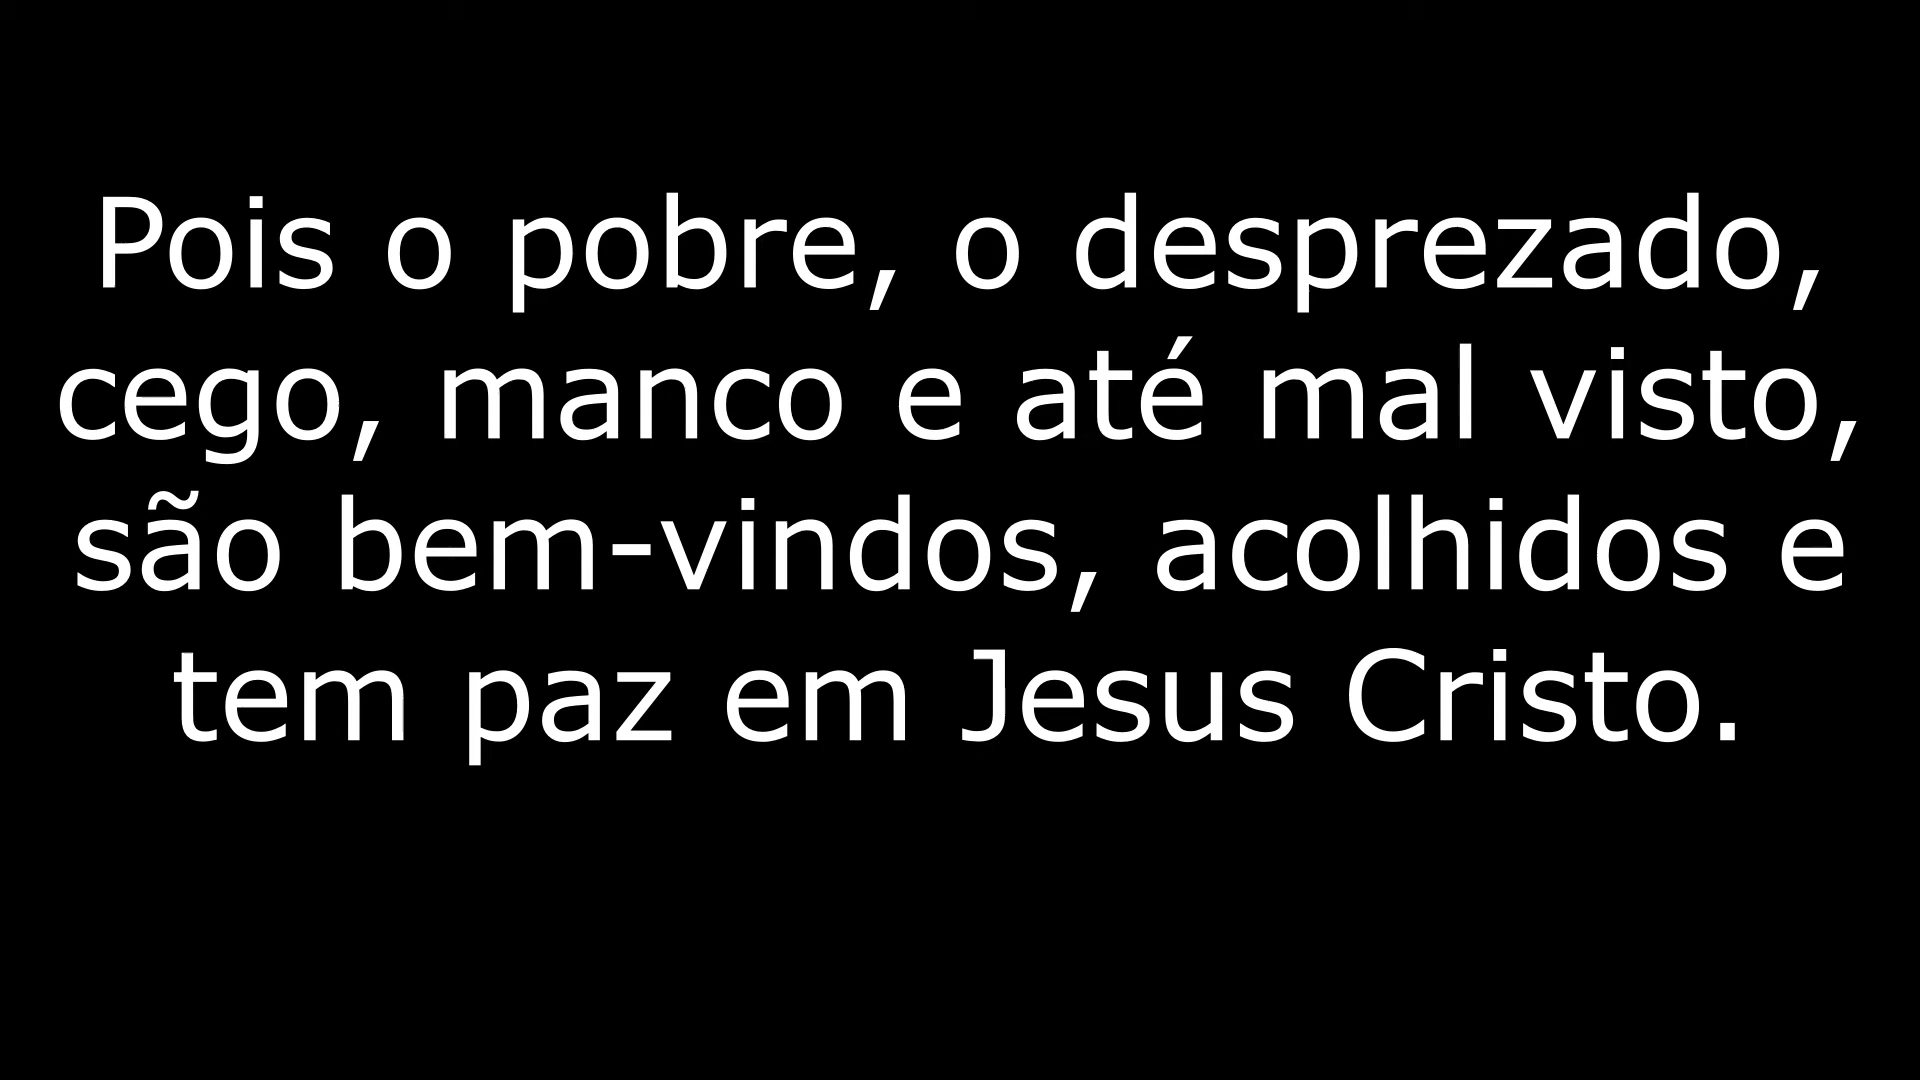 Pois o pobre, o desprezado,
cego, manco e até mal visto,
são bem-vindos, acolhidos e
tem paz em Jesus Cristo.